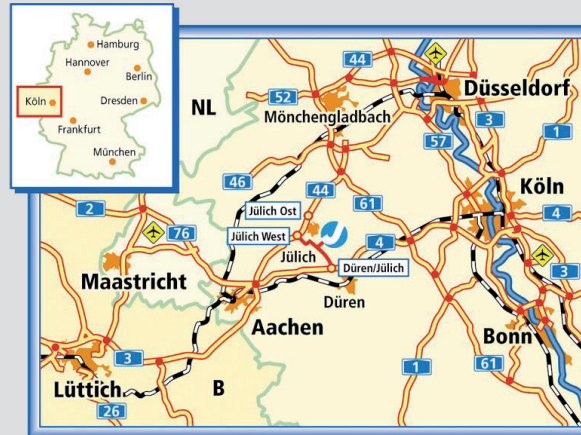 Hamburg
Hannover
Berlin
Köln
Dresden
Frankfurt
München
44
NL
52
Düsseldorf
Mönchengladbach
3
1
57
46
44
61
Köln
2
Jülich Ost
4
76
Jülich West
4
Jülich
Düren/Jülich
3
Maastricht
Düren
Aachen
Bonn
3
1
61
Lüttich
B
26